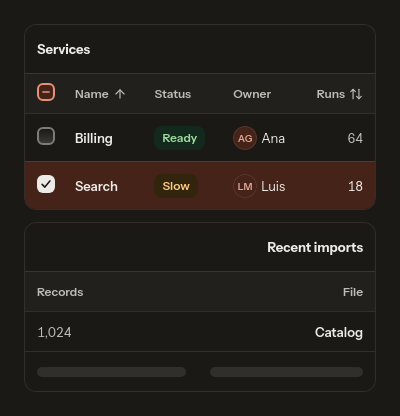 Services
Name Status Owner Runs
Billing Ready AG Ana 64
Search Slow LM Luis 18
Recent imports
Records File
1,024 Catalog